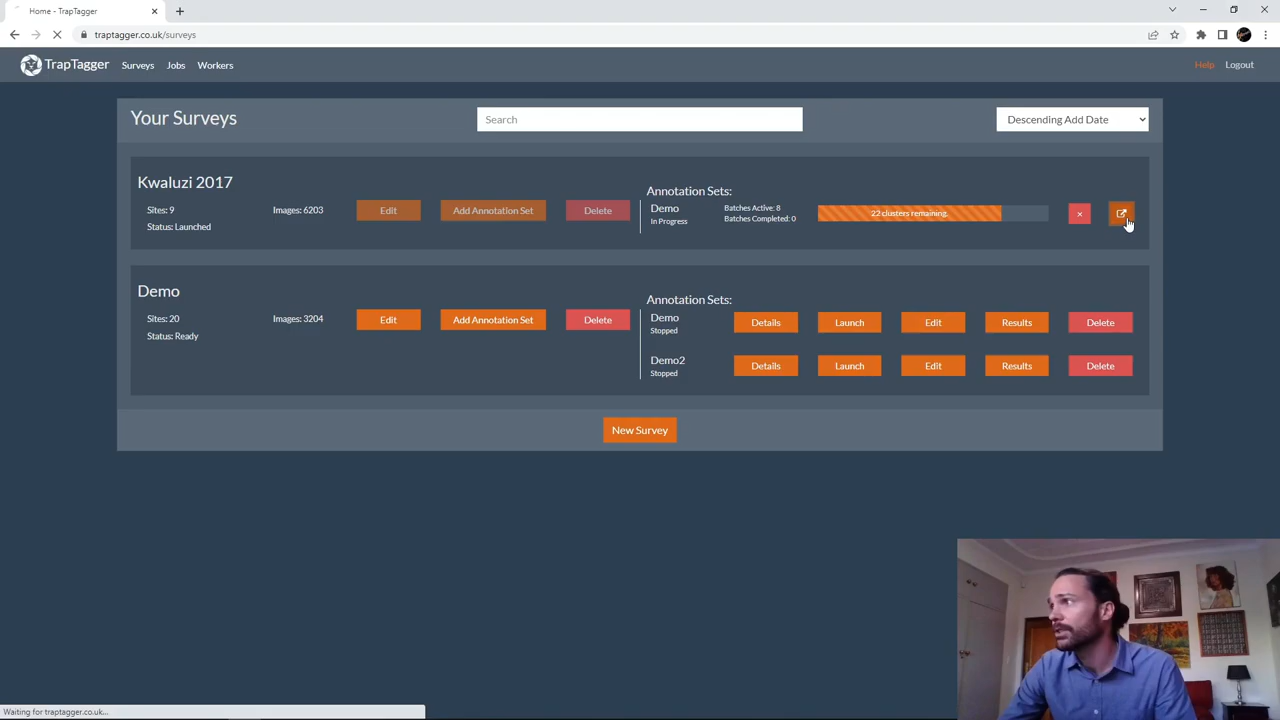 Home - TrapTagger
traptagger.co.uk/surveys
TrapTagger Surveys Jobs Workers Help Logout
Your Surveys Search Descending Add Date
Kwaluzi 2017
Sites: 9 Images: 6203 Edit Add Annotation Set Delete
Status: Launched
Annotation Sets:
Demo Batches Active: 8 22 clusters remaining.
In Progress Batches Completed: 0
Demo
Sites: 20 Images: 3204 Edit Add Annotation Set Delete
Status: Ready
Annotation Sets:
Demo Details Launch Edit Results Delete
Stopped
Demo2 Details Launch Edit Results Delete
Stopped
New Survey
Waiting for traptagger.co.uk...